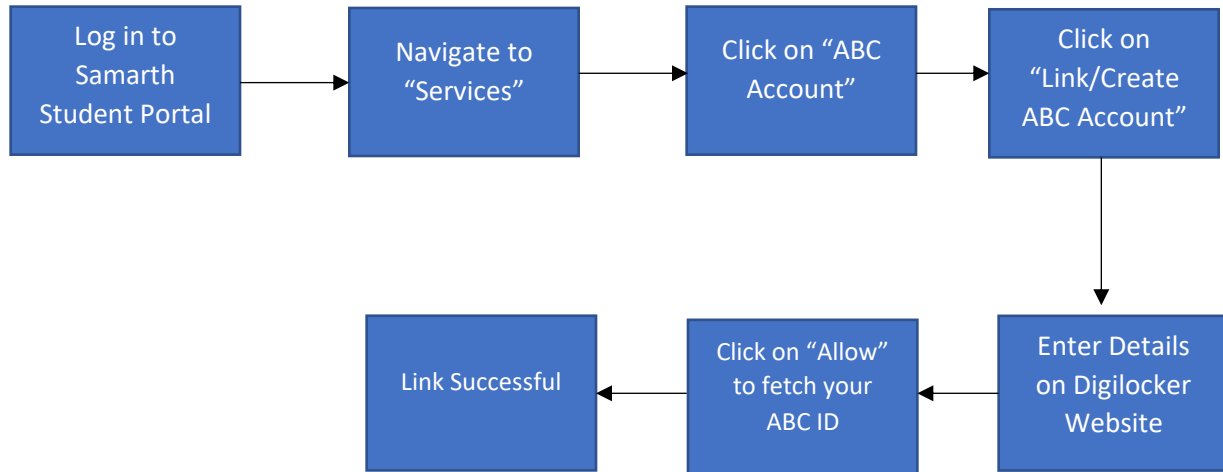 Log in to
Samarth
Student Portal
Navigate to
“Services”
Click on “ABC
Account”
Click on
“Link/Create
ABC Account”
Enter Details
on Digilocker
Website
Click on “Allow”
to fetch your
ABC ID
Link Successful